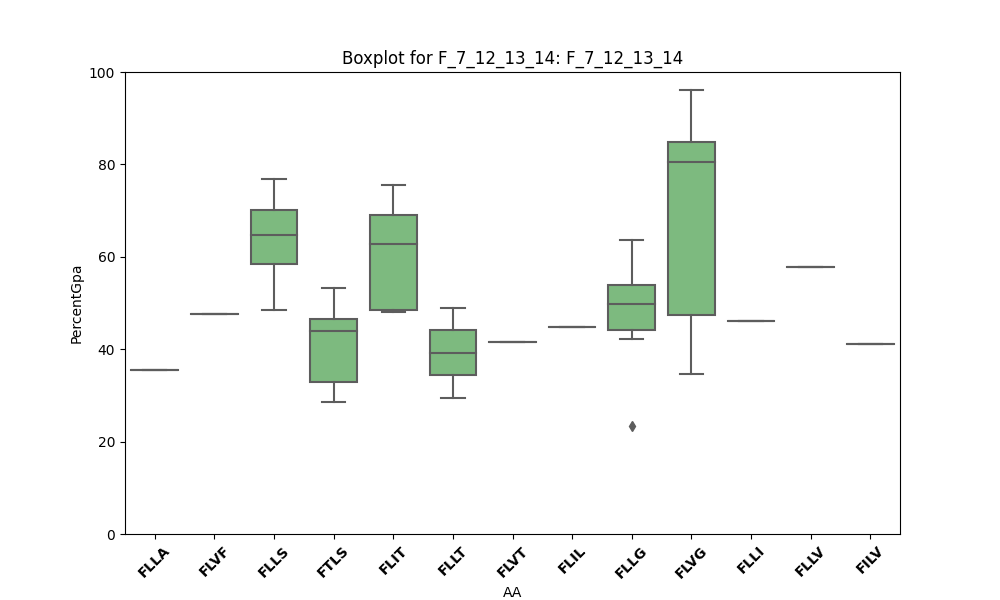 Boxplot for F_7_12_13_14: F_7_12_13_14
100
80
60
40
20
0
PercentGpa
FLLA FLVF FLLS FTLS FLIT FLLT FLVT FLIL FLLG FLVG FLLI FLLV FILV
AA